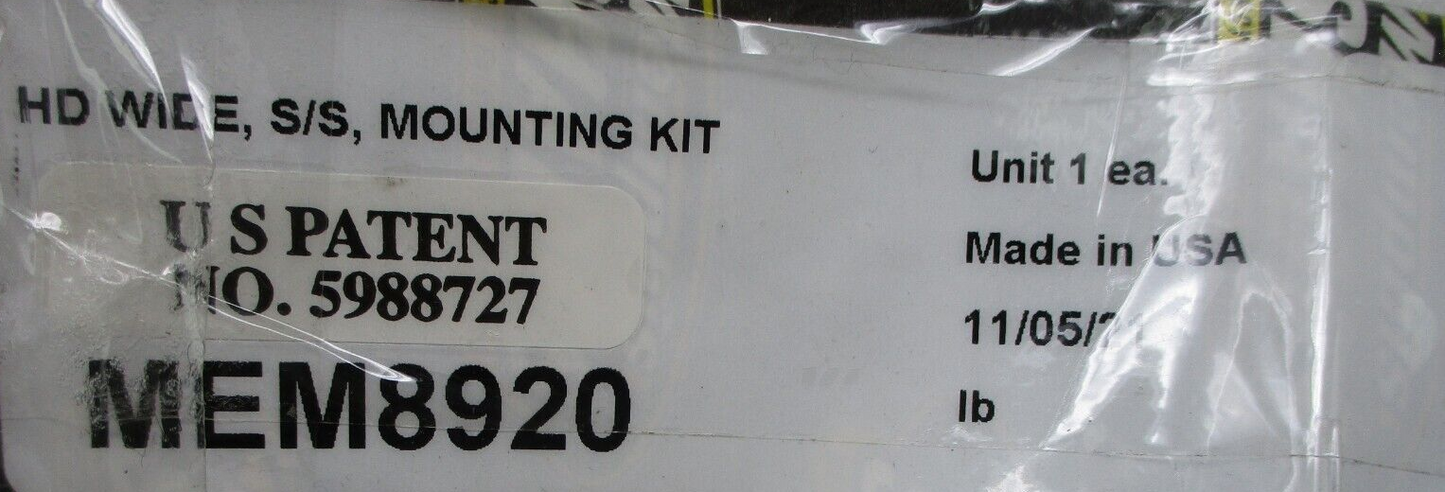 HD WIDE, S/S, MOUNTING KIT
U S PATENT
NO. 5988727
MEM8920
Unit 1 ea.
Made in USA
lb